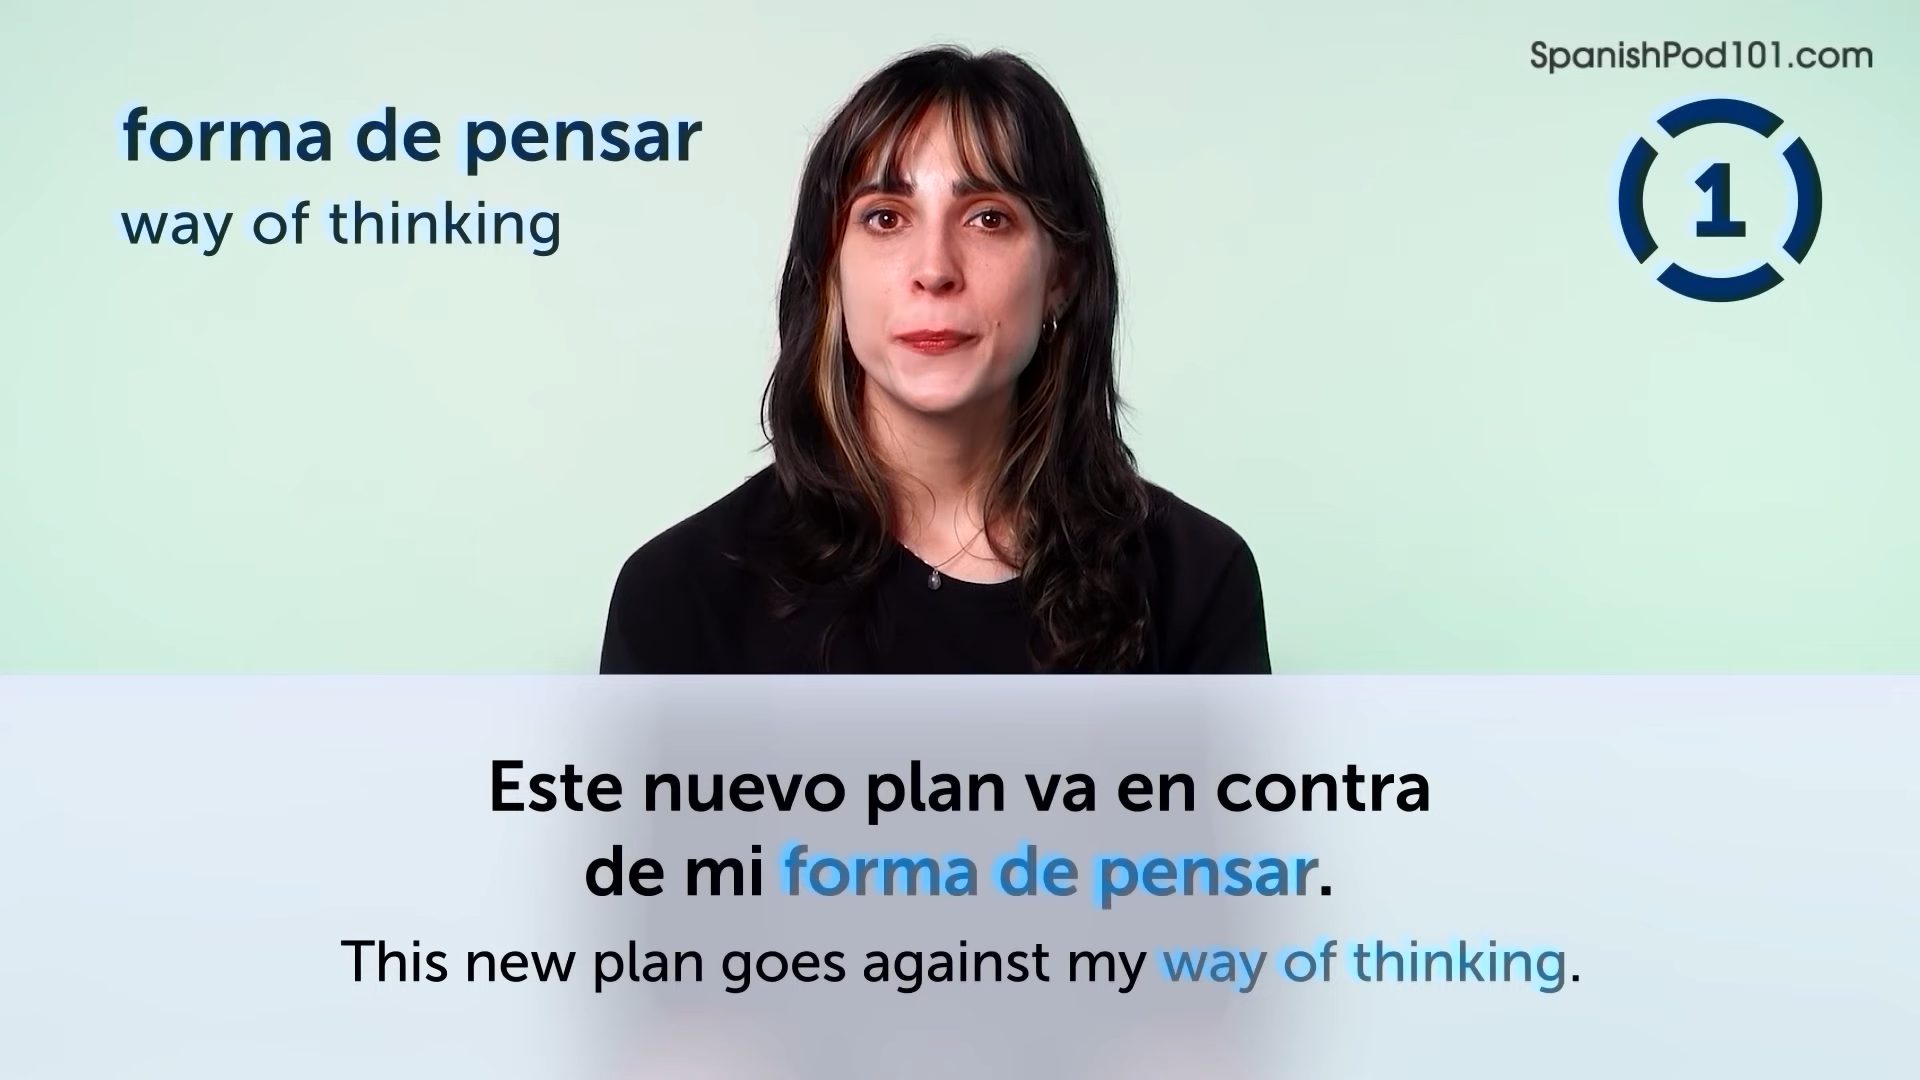 SpanishPod101.com
forma de pensar
way of thinking
1
Este nuevo plan va en contra
de mi forma de pensar.
This new plan goes against my way of thinking.